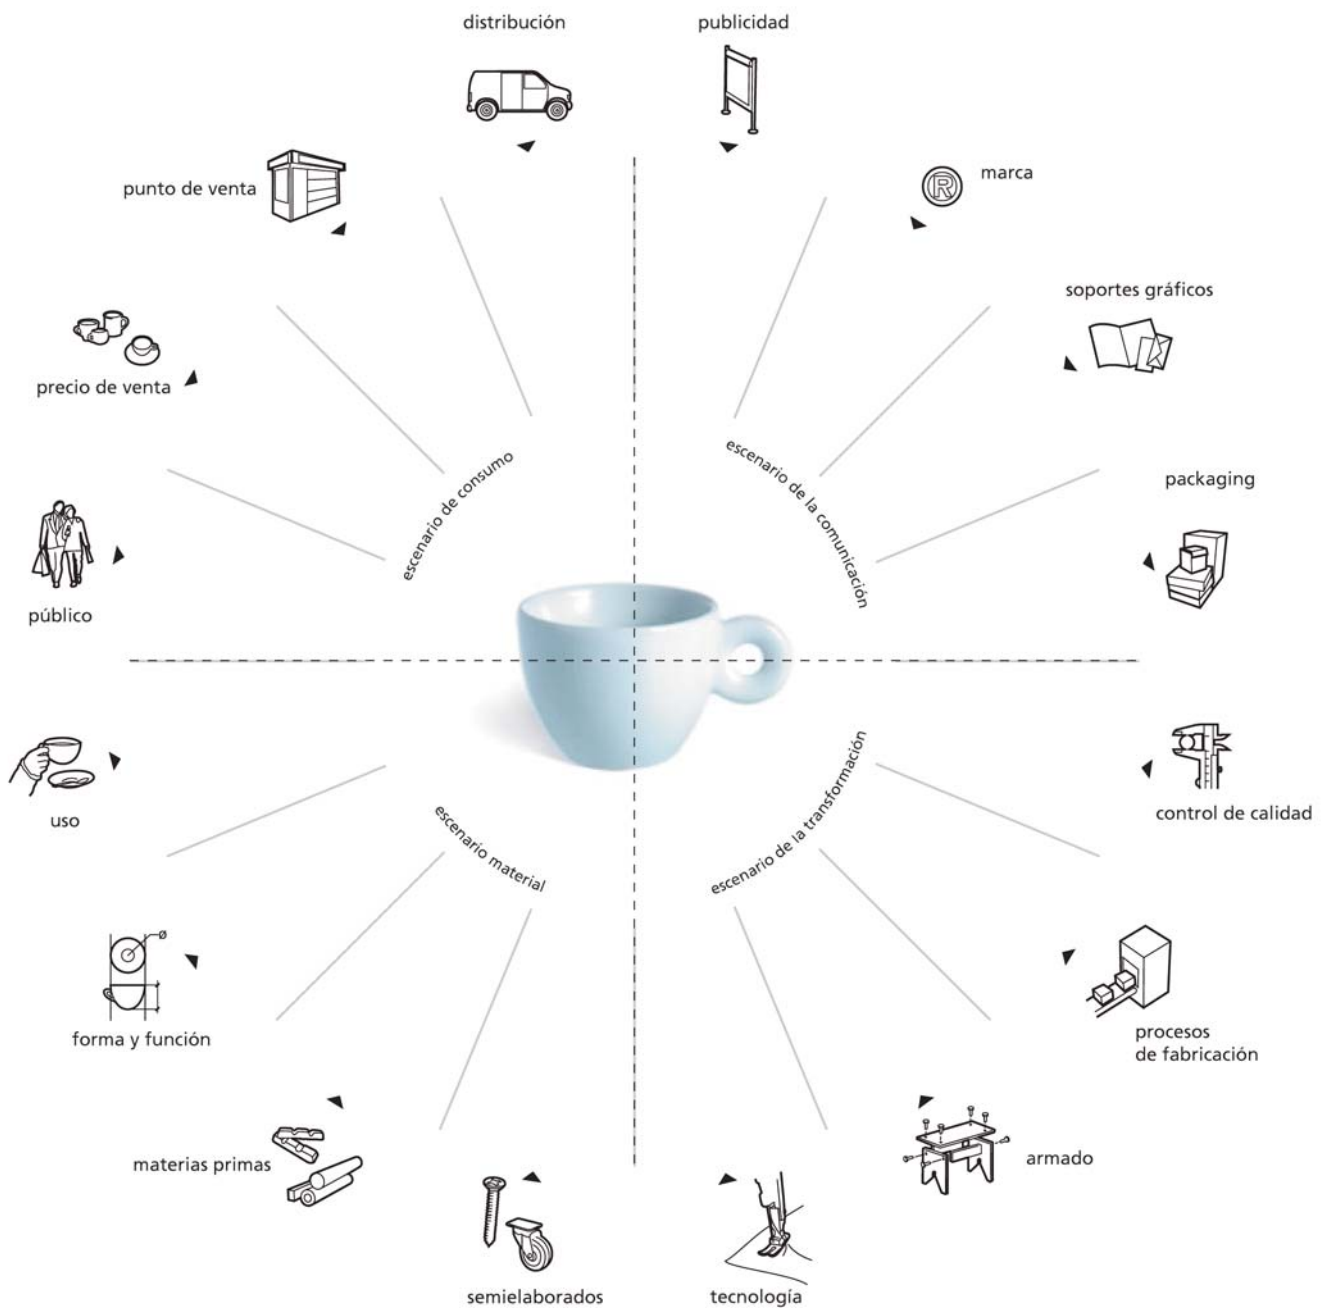 distribución
publicidad
punto de venta
marca
soportes gráficos
precio de venta
escenario de consumo
escenario de la comunicación
packaging
público
uso
escenario material
escenario de la transformación
control de calidad
forma y función
procesos
de fabricación
materias primas
armado
semielaborados
tecnología
R
ø